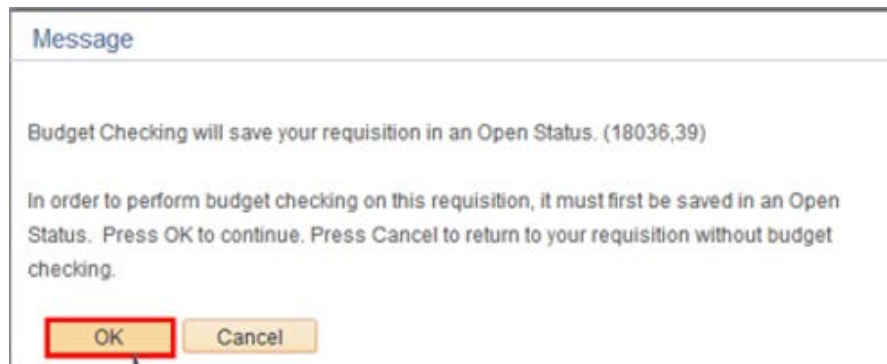 Message
Budget Checking will save your requisition in an Open Status. (18036,39)
In order to perform budget checking on this requisition, it must first be saved in an Open
Status. Press OK to continue. Press Cancel to return to your requisition without budget
checking.
OK Cancel